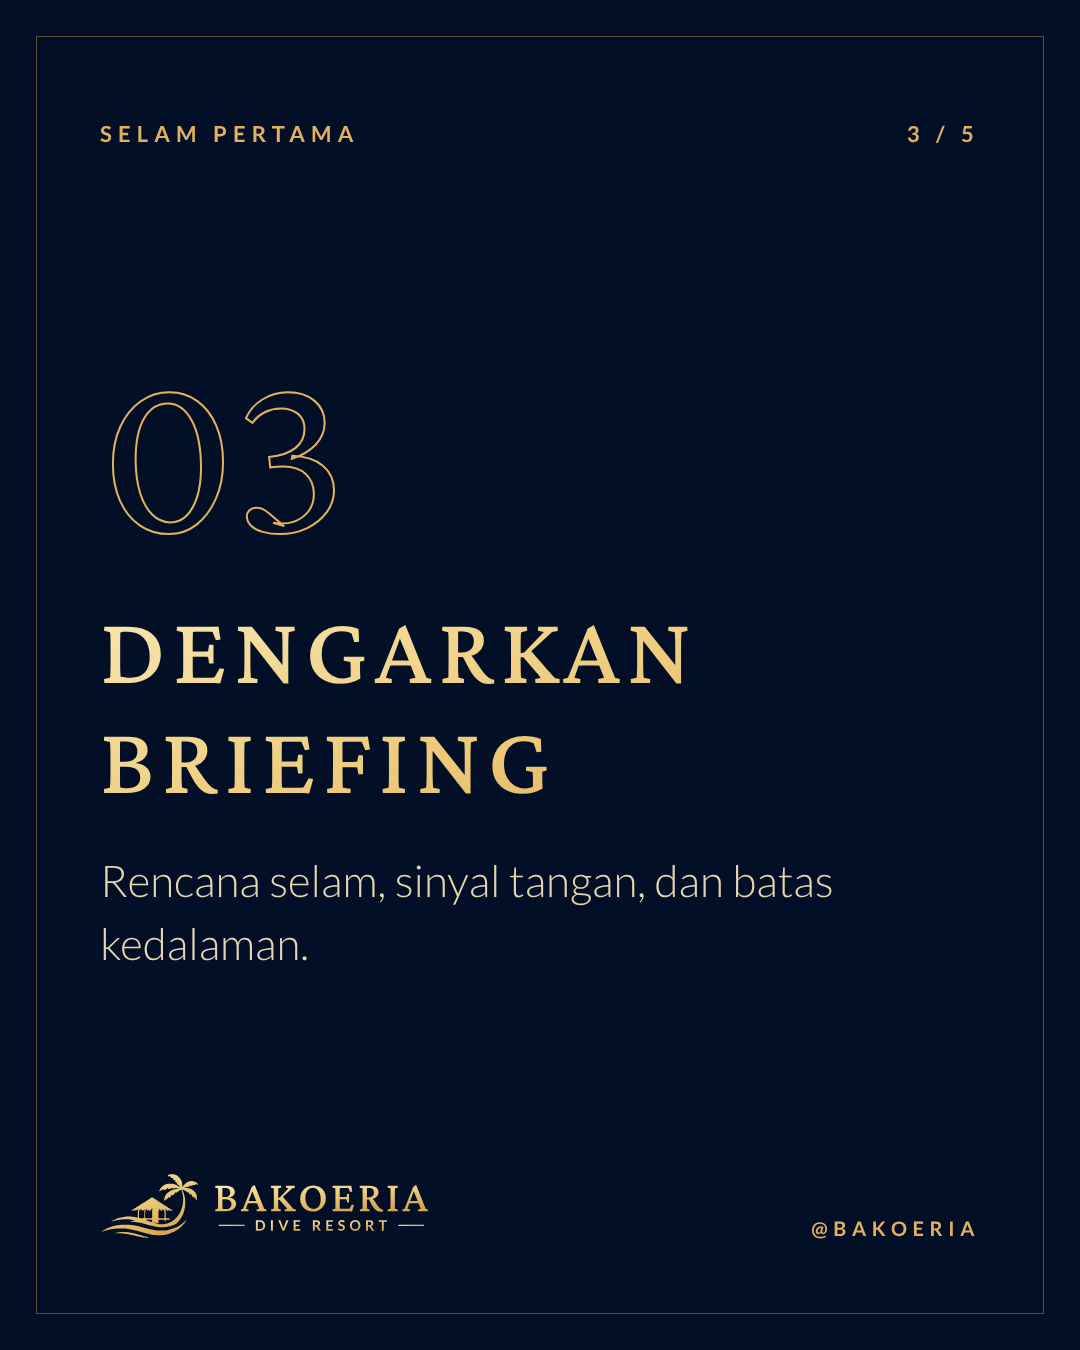 SELAM PERTAMA
3 / 5
03
DENGARKAN
BRIEFING
Rencana selam, sinyal tangan, dan batas
kedalaman.
BAKOERIA
DIVE RESORT
@BAKOERIA